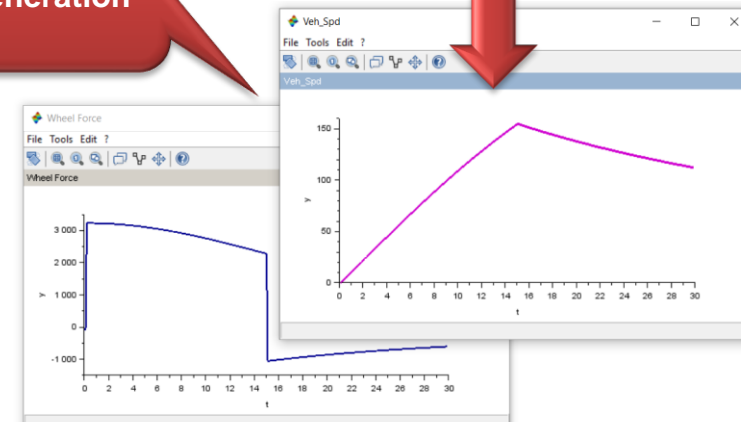 eneration
Veh_Spd
File Tools Edit ?
Veh_Spd
150
100
50
0
y
0 2 4 6 8 10 12 14 16 18 20 22 24 26 28 30
t
Wheel Force
File Tools Edit ?
Wheel Force
3 000
2 000
1 000
0
-1 000
y
0 2 4 6 8 10 12 14 16 18 20 22 24 26 28 30
t